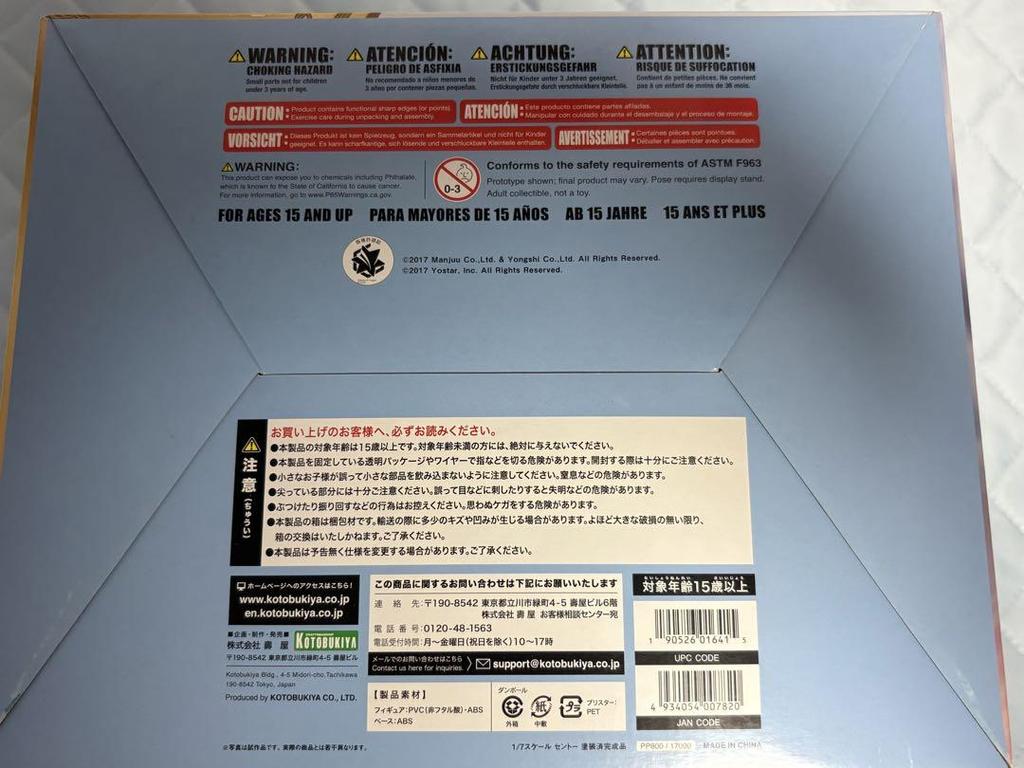 WARNING:
CHOKING HAZARD
Small parts not for children
under 3 years of age.
ATENCIÓN:
PELIGRO DE ASFIXIA
No recomendado a niños menores de
3 años por contener piezas pequeñas.
ACHTUNG:
ERSTICKUNGSGEFAHR
Nicht für Kinder unter 3 Jahren geeignet.
Erstickungsgefahr durch verschluckbare Kleinteile.
ATTENTION:
RISQUE DE SUFFOCATION
Contient de petites pièces. Ne convient
pas à un enfant de moins de 36 mois.
CAUTION
• Product contains functional sharp edges (or points).
• Exercise care during unpacking and assembly.
ATENCIÓN:
• Este producto contiene partes afiladas.
• Manipular con cuidado durante el desembalaje y el proceso de montaje.
VORSICHT
• Dieses Produkt ist kein Spielzeug, sondern ein Sammelartikel und nicht für Kinder
geeignet. Es kann scharfkantige, sich lösende und verschluckbare Kleinteile enthalten.
AVERTISSEMENT
• Certaines pièces sont pointues.
• Déballer et assembler avec précaution.
WARNING:
This product can expose you to chemicals including Phthalate,
which is known to the State of California to cause cancer.
For more information, go to www.P65Warnings.ca.gov.
0-3
Conforms to the safety requirements of ASTM F963
Prototype shown; final product may vary. Pose requires display stand.
Adult collectible, not a toy.
FOR AGES 15 AND UP PARA MAYORES DE 15 AÑOS AB 15 JAHRE 15 ANS ET PLUS
©2017 Manjuu Co.,Ltd. & Yongshi Co.,Ltd. All Rights Reserved.
©2017 Yostar, Inc. All Rights Reserved.
注意(ちゅうい)
お買い上げのお客様へ、必ずお読みください。
●本製品の対象年齢は15歳以上です。対象年齢未満の方には、絶対に与えないでください。
●本製品を固定している透明パッケージやワイヤーで指などを切る危険があります。開封する際は十分にご注意ください。
●小さなお子様が誤って小さな部品を飲み込まないように注意してください。窒息などの危険があります。
●尖っている部分には十分ご注意ください。誤って目などに刺したりすると失明などの危険があります。
●ぶつけたり振り回すなどの行為はお控えください。思わぬケガをする危険があります。
●本製品の箱は梱包材です。輸送の際に多少のキズや凹みが生じる場合があります。よほど大きな破損の無い限り、
箱の交換はいたしかねます。ご了承ください。
●本製品は予告無く仕様を変更する場合があります。ご了承ください。
ホームページへのアクセスはこちら!
www.kotobukiya.co.jp
en.kotobukiya.co.jp
■企画・制作・発売■
株式会社 壽 屋
KOTOBUKIYA
〒190-8542 東京都立川市緑町4-5 壽屋ビル
Kotobukiya Bldg., 4-5 Midori-cho,Tachikawa
190-8542 Tokyo, Japan
Produced by KOTOBUKIYA CO., LTD.
この商品に関するお問い合わせは下記にお願いいたします
連 絡 先:〒190-8542 東京都立川市緑町4-5 壽屋ビル6階
株式会社 壽 屋 お客様相談センター宛
電 話 番 号:0120-48-1563
電話受付時間:月〜金曜日(祝日を除く)10〜17時
メールでのお問い合わせはこちら
Contact us here for inquiries.
support@kotobukiya.co.jp
【製品素材】
フィギュア:PVC(非フタル酸)・ABS
ベース:ABS
ダンボール
外箱
紙
中敷
プラ
ブリスター:
PET
たいしょうねんれい さいいじょう
対象年齢15歳以上
1 90526 01641 5
UPC CODE
4 934054 007820
JAN CODE
※写真は試作品です。実際の商品とは若干異なります。
1/7スケール セントー 塗装済完成品
PP800 / 17000
MADE IN CHINA